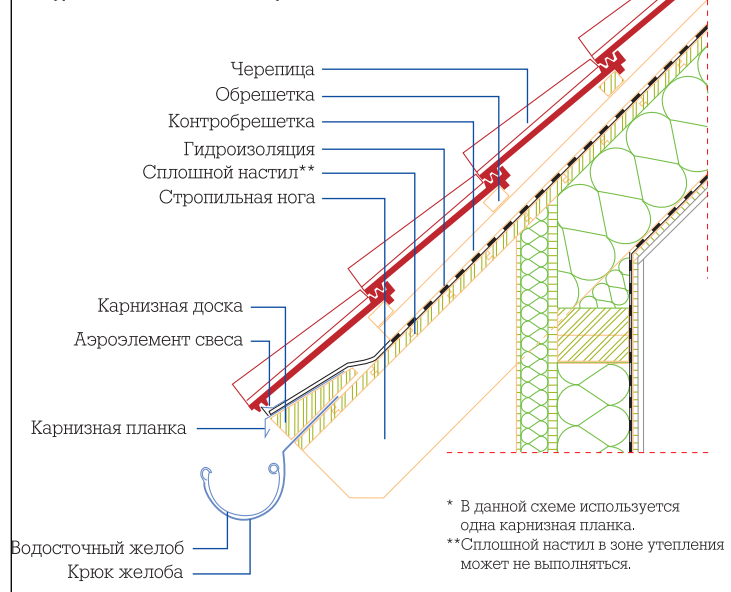 Черепица
Обрешетка
Контробрешетка
Гидроизоляция
Сплошной настил**
Стропильная нога
Карнизная доска
Аэроэлемент свеса
Карнизная планка
Водосточный желоб
Крюк желоба
* В данной схеме используется
одна карнизная планка.
**Сплошной настил в зоне утепления
может не выполняться.